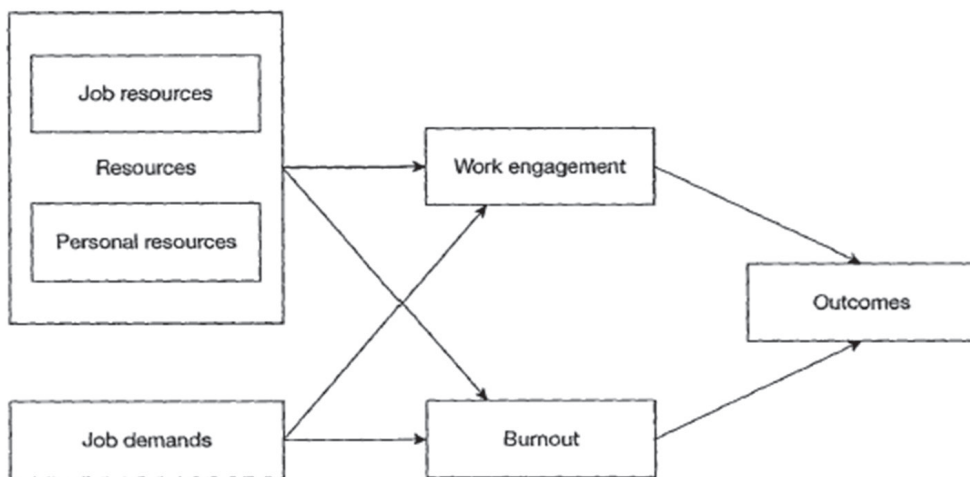 Job resources
Resources
Personal resources
Work engagement
Outcomes
Job demands
Burnout